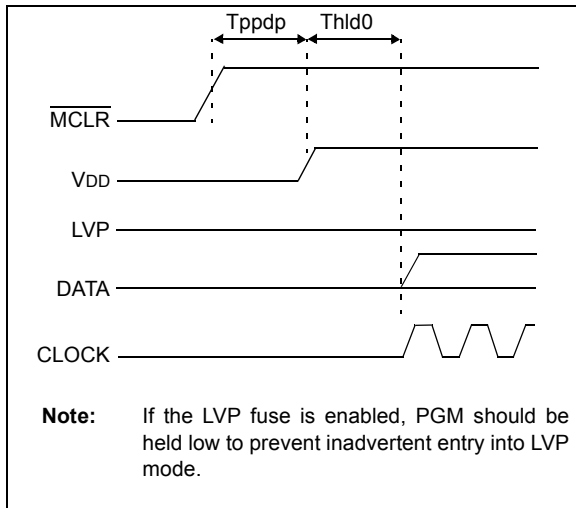 Tppdp Thld0
MCLR
VDD
LVP
DATA
CLOCK
Note: If the LVP fuse is enabled, PGM should be
held low to prevent inadvertent entry into LVP
mode.